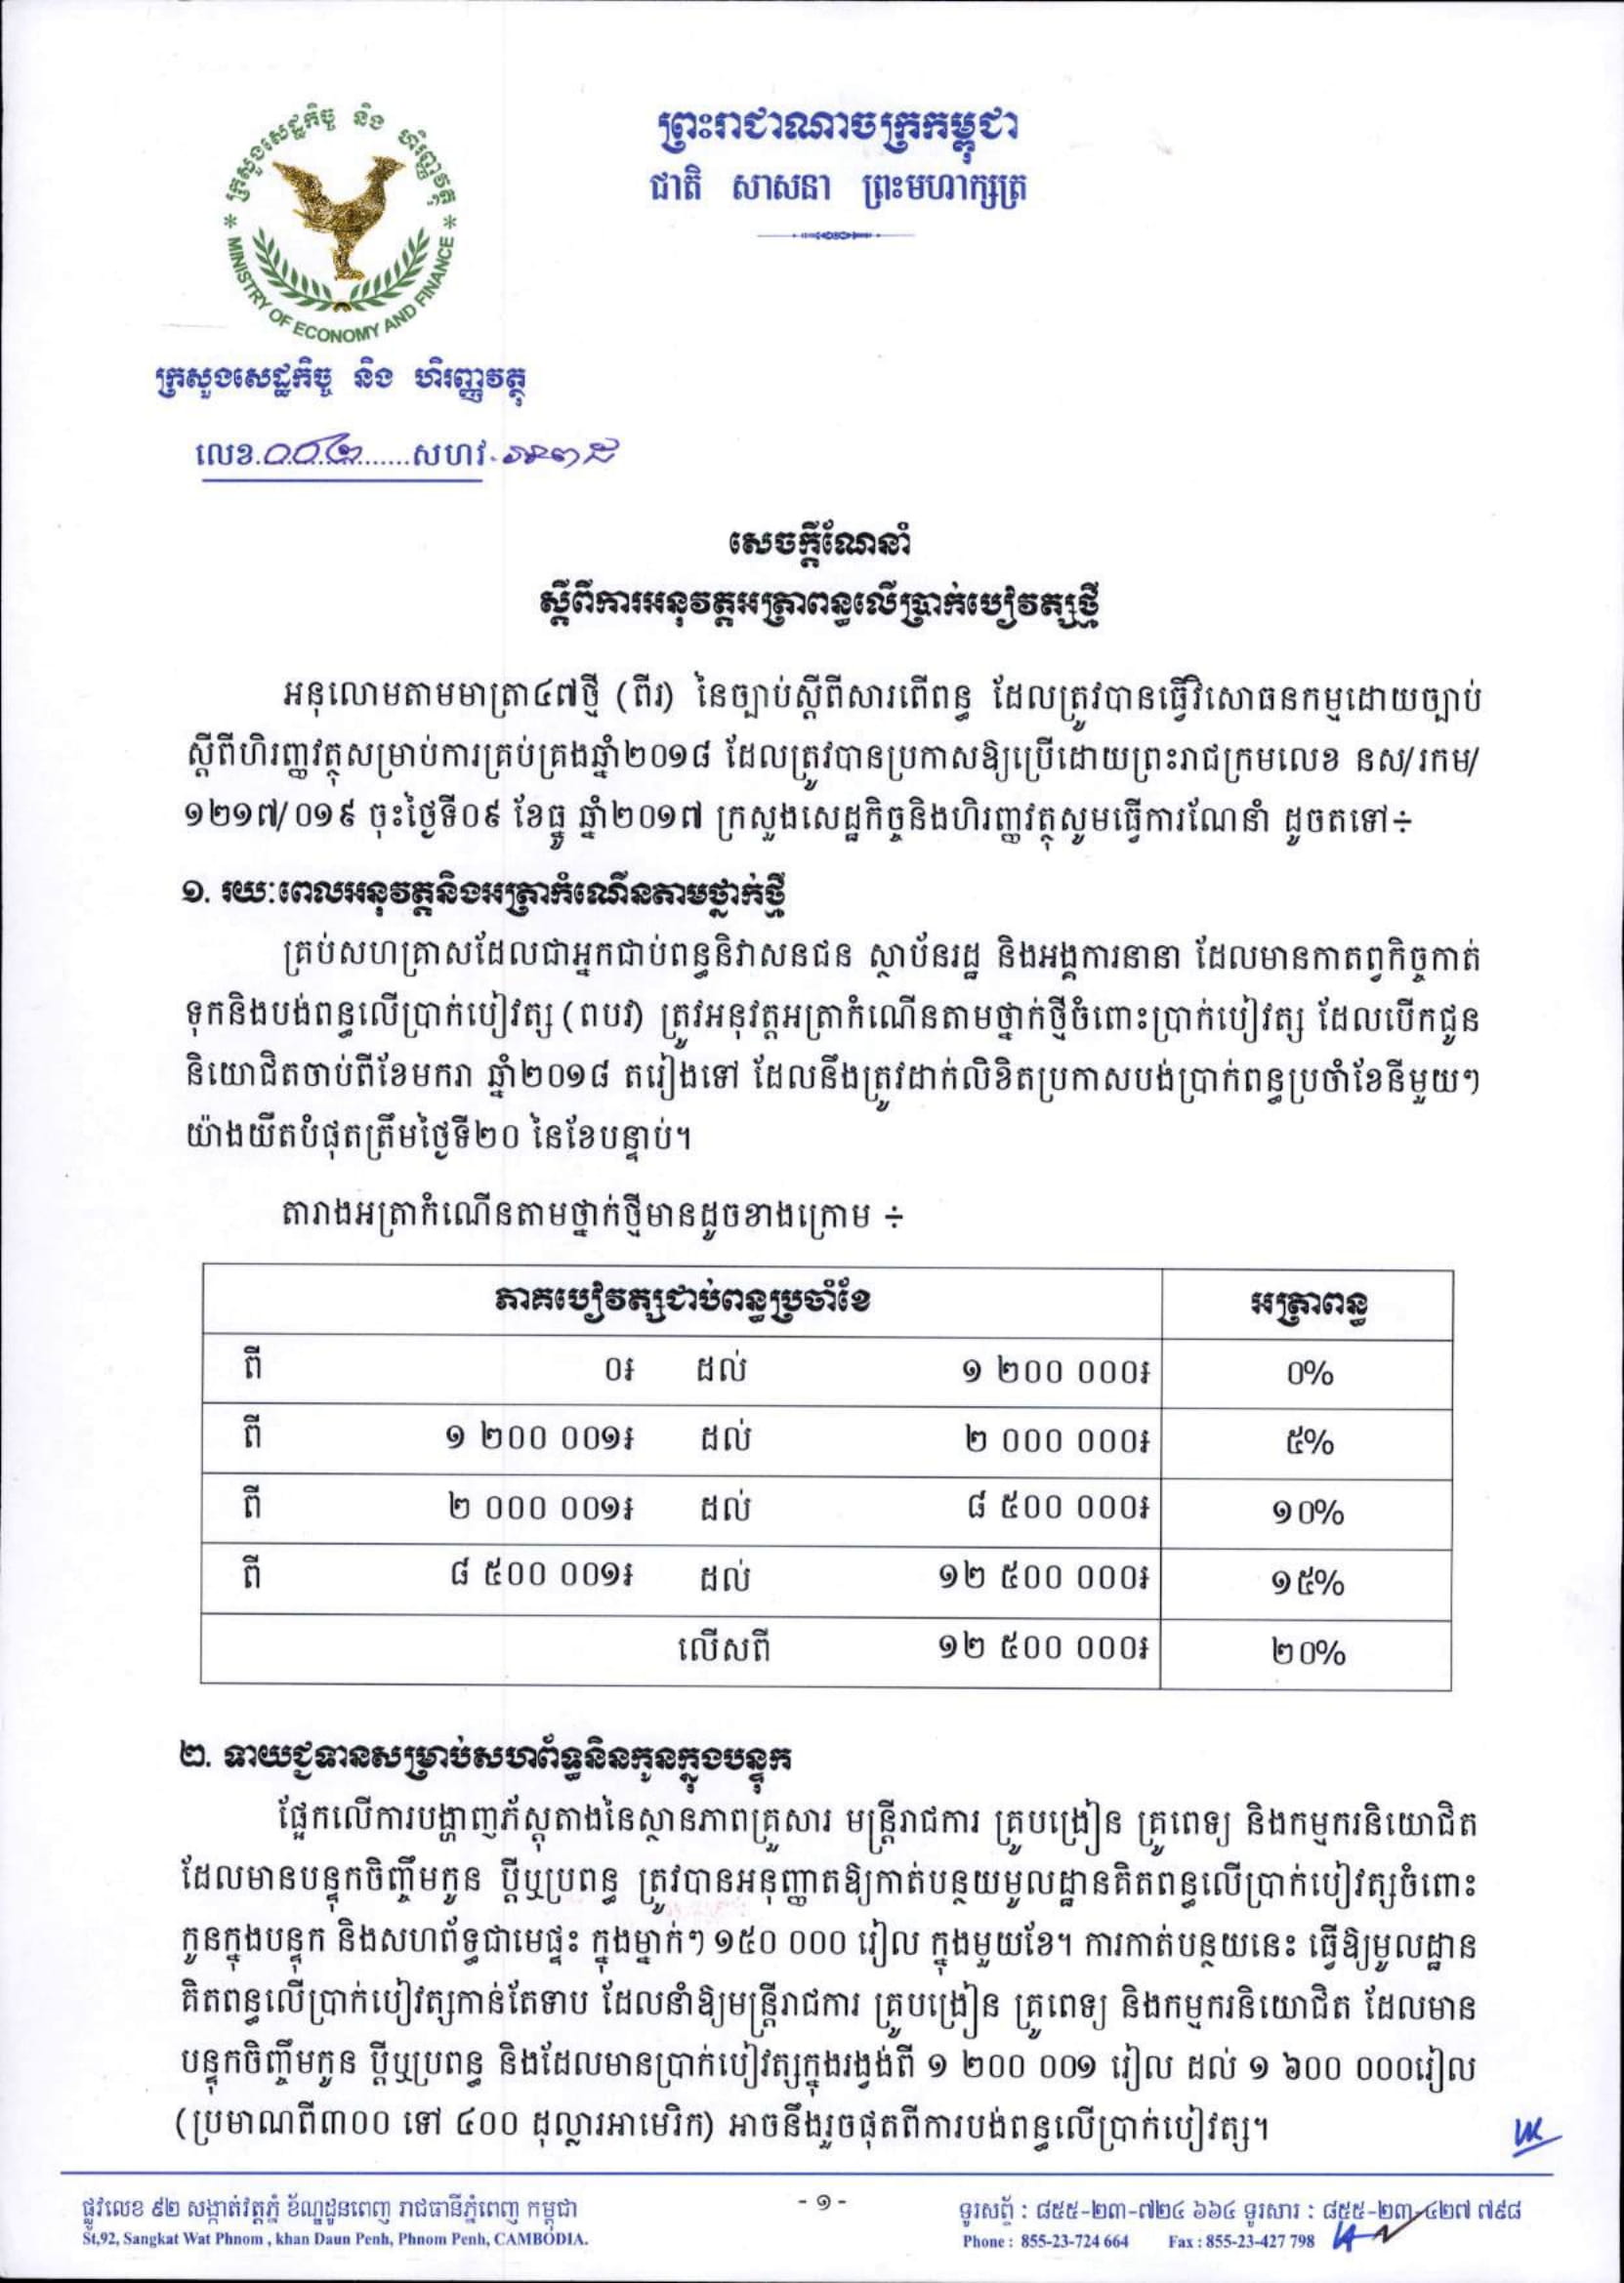 ព្រះរាជាណាចក្រកម្ពុជា
ជាតិ សាសនា ព្រះមហាក្សត្រ
ក្រសួងសេដ្ឋកិច្ច និង ហិរញ្ញវត្ថុ
MINISTRY OF ECONOMY AND FINANCE
ក្រសួងសេដ្ឋកិច្ច និង ហិរញ្ញវត្ថុ
លេខ.០០២..........សហវ.
សេចក្តីណែនាំ
ស្តីពីការអនុវត្តអត្រាពន្ធលើប្រាក់បៀវត្សថ្មី
អនុលោមតាមមាត្រា៤៧ថ្មី (ពីរ) នៃច្បាប់ស្តីពីសារពើពន្ធ ដែលត្រូវបានធ្វើវិសោធនកម្មដោយច្បាប់
ស្តីពីហិរញ្ញវត្ថុសម្រាប់ការគ្រប់គ្រងឆ្នាំ២០១៨ ដែលត្រូវបានប្រកាសឱ្យប្រើដោយព្រះរាជក្រមលេខ នស/រកម/
១២១៧/០១៩ ចុះថ្ងៃទី០៩ ខែធ្នូ ឆ្នាំ២០១៧ ក្រសួងសេដ្ឋកិច្ចនិងហិរញ្ញវត្ថុសូមធ្វើការណែនាំ ដូចតទៅ÷
១. រយៈពេលអនុវត្តនិងអត្រាកំណើនតាមថ្នាក់ថ្មី
គ្រប់សហគ្រាសដែលជាអ្នកជាប់ពន្ធនិវាសនជន ស្ថាប័នរដ្ឋ និងអង្គការនានា ដែលមានកាតព្វកិច្ចកាត់
ទុកនិងបង់ពន្ធលើប្រាក់បៀវត្ស (ពបវ) ត្រូវអនុវត្តអត្រាកំណើនតាមថ្នាក់ថ្មីចំពោះប្រាក់បៀវត្ស ដែលបើកជូន
និយោជិតចាប់ពីខែមករា ឆ្នាំ២០១៨ តរៀងទៅ ដែលនឹងត្រូវដាក់លិខិតប្រកាសបង់ប្រាក់ពន្ធប្រចាំខែនីមួយៗ
យ៉ាងយឺតបំផុតត្រឹមថ្ងៃទី២០ នៃខែបន្ទាប់។
តារាងអត្រាកំណើនតាមថ្នាក់ថ្មីមានដូចខាងក្រោម ÷
ភាគបៀវត្សជាប់ពន្ធប្រចាំខែ អត្រាពន្ធ
ពី ០៛ ដល់ ១ ២០០ ០០០៛ ០%
ពី ១ ២០០ ០០១៛ ដល់ ២ ០០០ ០០០៛ ៥%
ពី ២ ០០០ ០០១៛ ដល់ ៨ ៥០០ ០០០៛ ១០%
ពី ៨ ៥០០ ០០១៛ ដល់ ១២ ៥០០ ០០០៛ ១៥%
លើសពី ១២ ៥០០ ០០០៛ ២០%
២. ទាយជ្ជទានសម្រាប់សហព័ទ្ធនិនកូនក្នុងបន្ទុក
ផ្អែកលើការបង្ហាញភ័ស្តុតាងនៃស្ថានភាពគ្រួសារ មន្ត្រីរាជការ គ្រូបង្រៀន គ្រូពេទ្យ និងកម្មករនិយោជិត
ដែលមានបន្ទុកចិញ្ចឹមកូន ប្តីឬប្រពន្ធ ត្រូវបានអនុញ្ញាតឱ្យកាត់បន្ថយមូលដ្ឋានគិតពន្ធលើប្រាក់បៀវត្សចំពោះ
កូនក្នុងបន្ទុក និងសហព័ទ្ធជាមេផ្ទះ ក្នុងម្នាក់ៗ ១៥០ ០០០ រៀល ក្នុងមួយខែ។ ការកាត់បន្ថយនេះ ធ្វើឱ្យមូលដ្ឋាន
គិតពន្ធលើប្រាក់បៀវត្សកាន់តែទាប ដែលនាំឱ្យមន្ត្រីរាជការ គ្រូបង្រៀន គ្រូពេទ្យ និងកម្មករនិយោជិត ដែលមាន
បន្ទុកចិញ្ចឹមកូន ប្តីឬប្រពន្ធ និងដែលមានប្រាក់បៀវត្សក្នុងរង្វង់ពី ១ ២០០ ០០១ រៀល ដល់ ១ ៦០០ ០០០រៀល
(ប្រមាណពី៣០០ ទៅ ៤០០ ដុល្លារអាមេរិក) អាចនឹងរួចផុតពីការបង់ពន្ធលើប្រាក់បៀវត្ស។
ផ្លូវលេខ ៩២ សង្កាត់វត្តភ្នំ ខ័ណ្ឌដូនពេញ រាជធានីភ្នំពេញ កម្ពុជា
St,92, Sangkat Wat Phnom , khan Daun Penh, Phnom Penh, CAMBODIA.
- ១ -
ទូរសព្ទ័ : ៨៥៥-២៣-៧២៤ ៦៦៤ ទូរសារ : ៨៥៥-២៣-៤២៧ ៧៩៨
Phone : 855-23-724 664 Fax : 855-23-427 798